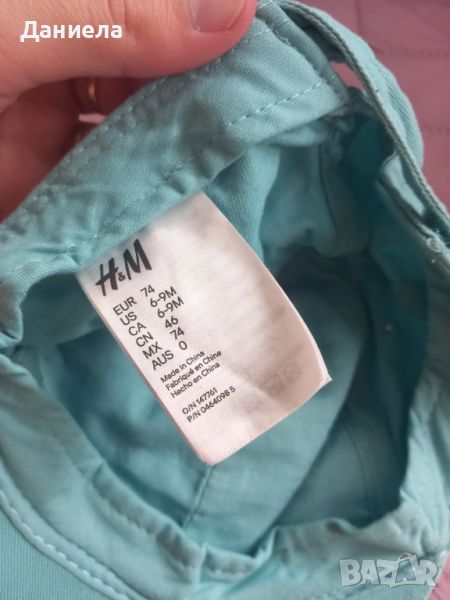 Даниела
H&M
EUR 74
US 6-9M
CA 6-9M
CN 46
MX 74
AUS 0
Made in China
Fabriqué en Chine
Hecho en China
O/N 147761
P/N 0464098 5
BAZAR